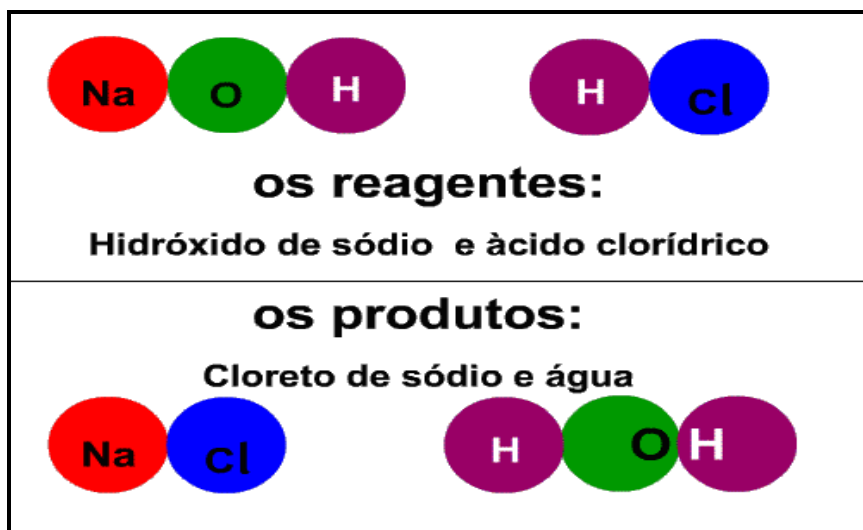 Na O H H Cl
os reagentes:
Hidróxido de sódio e àcido clorídrico
os produtos:
Cloreto de sódio e água
Na Cl H O H